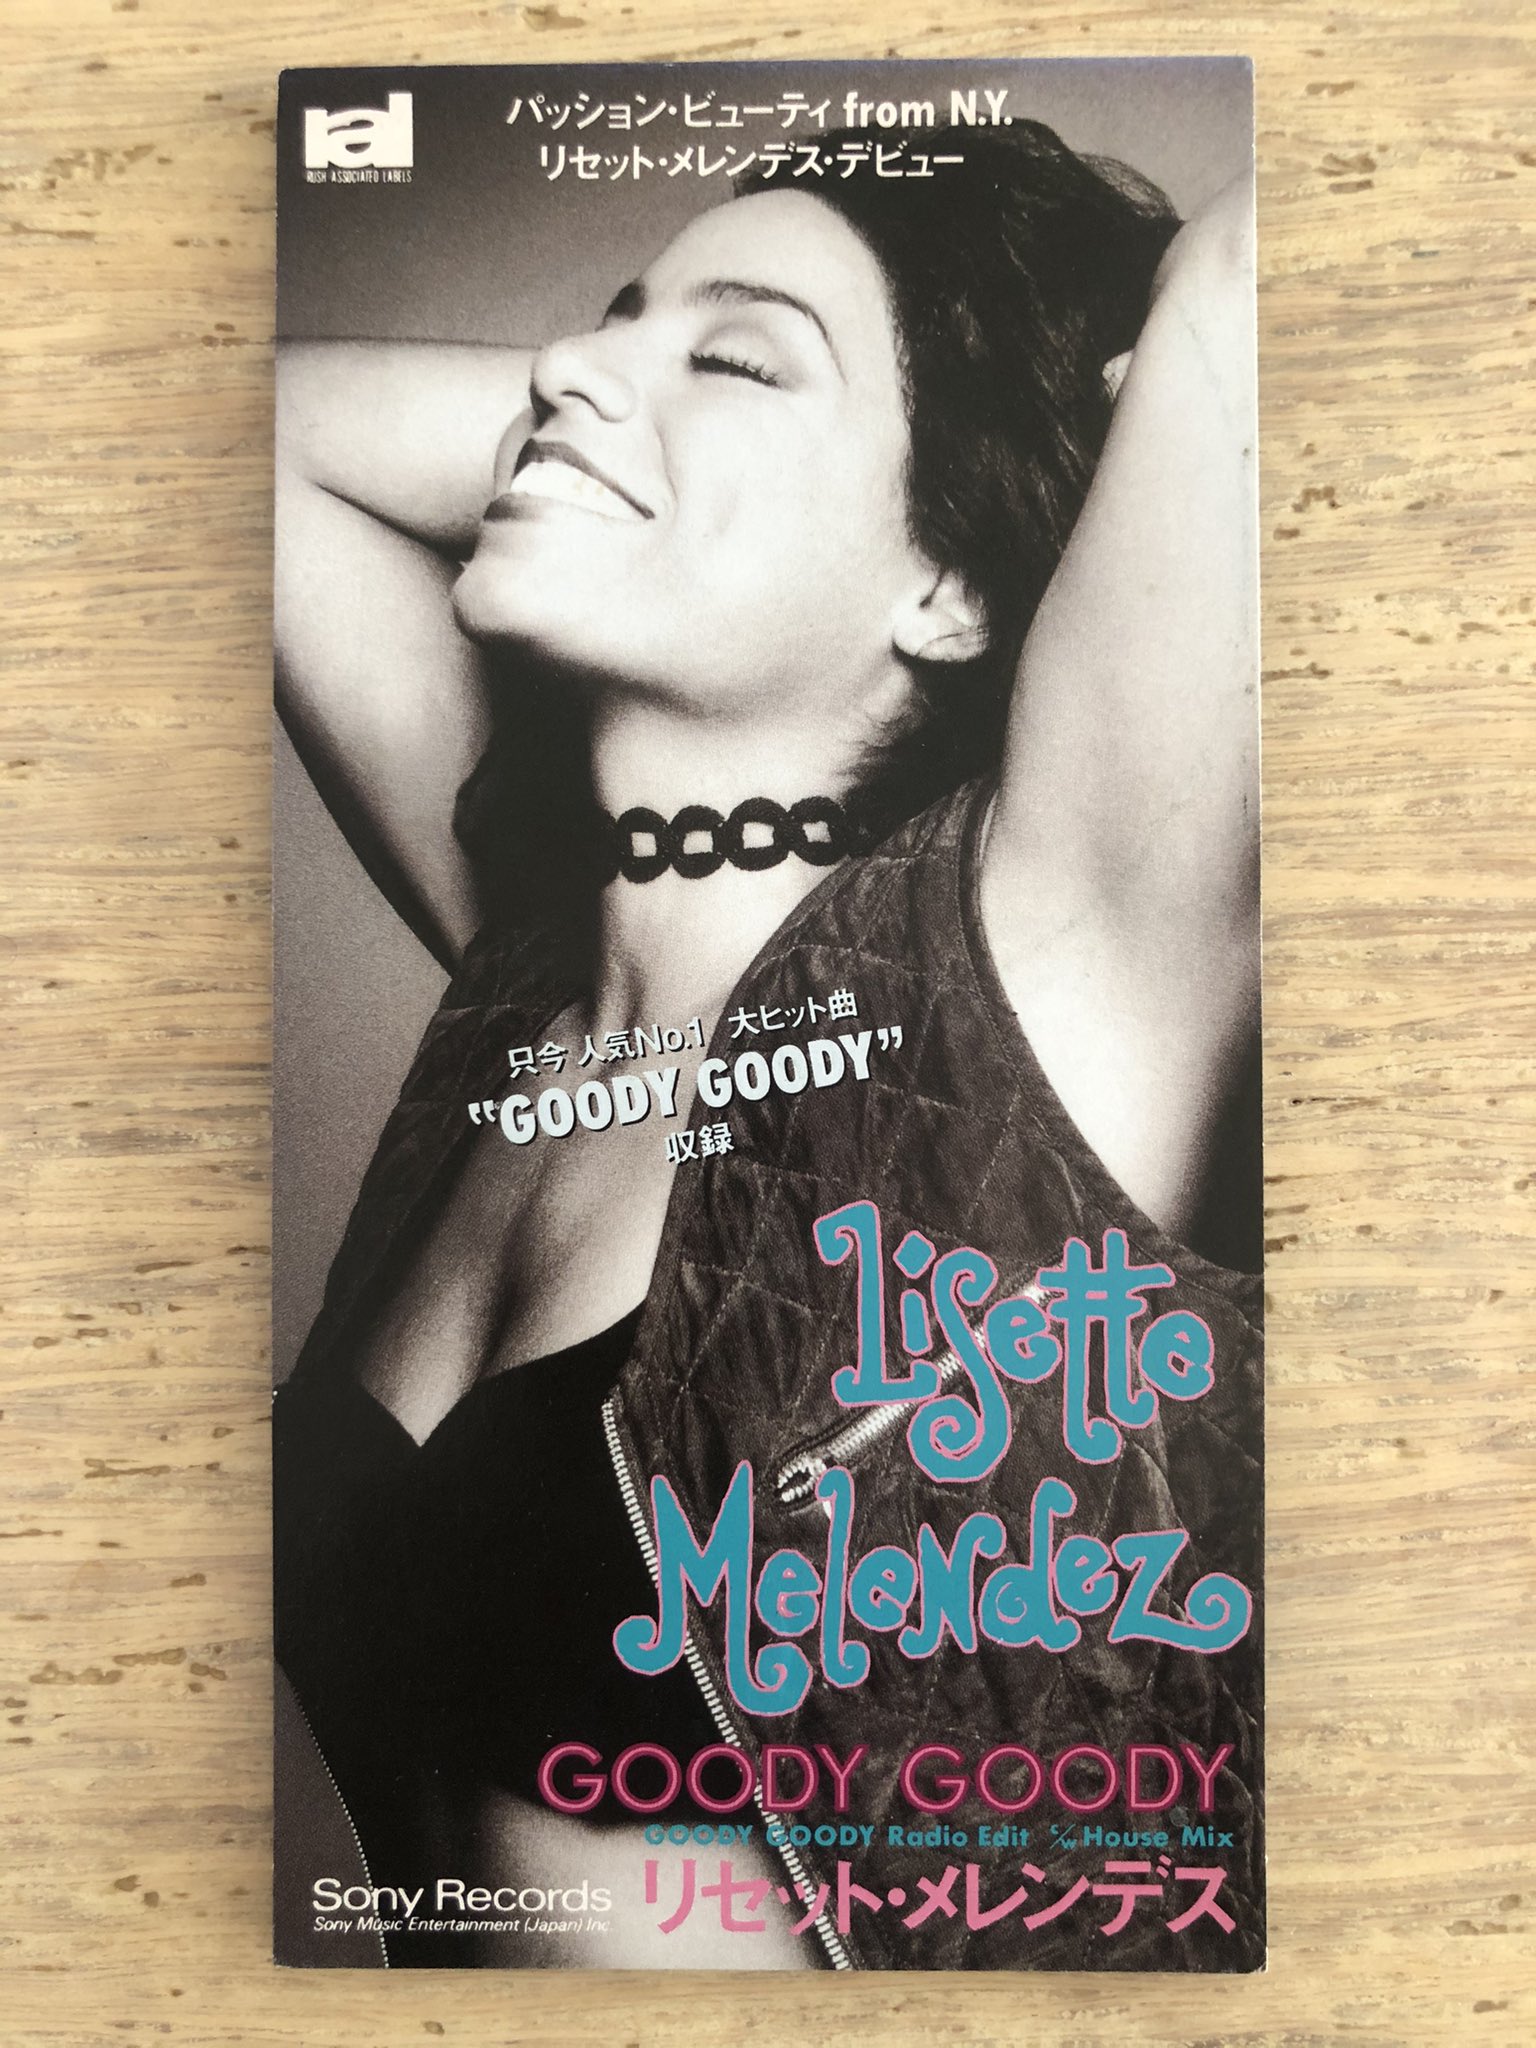 ral
RUSH ASSOCIATED LABELS
パッション・ビューティ from N.Y.
リセット・メレンデス・デビュー
只今 人気No.1 大ヒット曲
"GOODY GOODY"
収録
Lisette
Melendez
GOODY GOODY
GOODY GOODY Radio Edit c/w House Mix
リセット・メレンデス
Sony Records
Sony Music Entertainment (Japan) Inc.